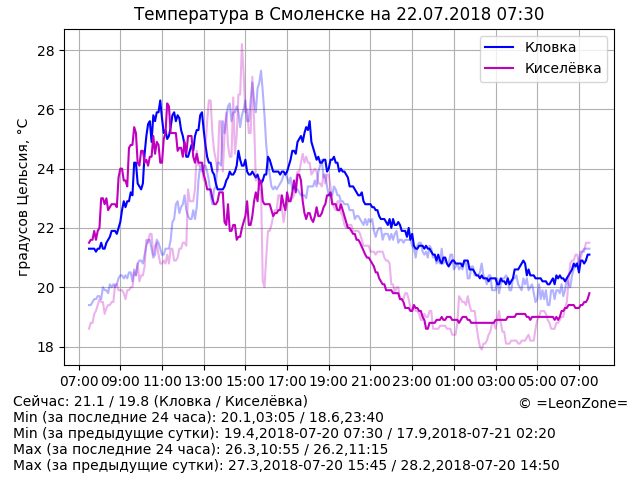 Температура в Смоленске на 22.07.2018 07:30
градусов Цельсия, °C
28
26
24
22
20
18
Кловка
Киселёвка
07:00 09:00 11:00 13:00 15:00 17:00 19:00 21:00 23:00 01:00 03:00 05:00 07:00
Сейчас: 21.1 / 19.8 (Кловка / Киселёвка)
© =LeonZone=
Min (за последние 24 часа): 20.1,03:05 / 18.6,23:40
Min (за предыдущие сутки): 19.4,2018-07-20 07:30 / 17.9,2018-07-21 02:20
Max (за последние 24 часа): 26.3,10:55 / 26.2,11:15
Max (за предыдущие сутки): 27.3,2018-07-20 15:45 / 28.2,2018-07-20 14:50